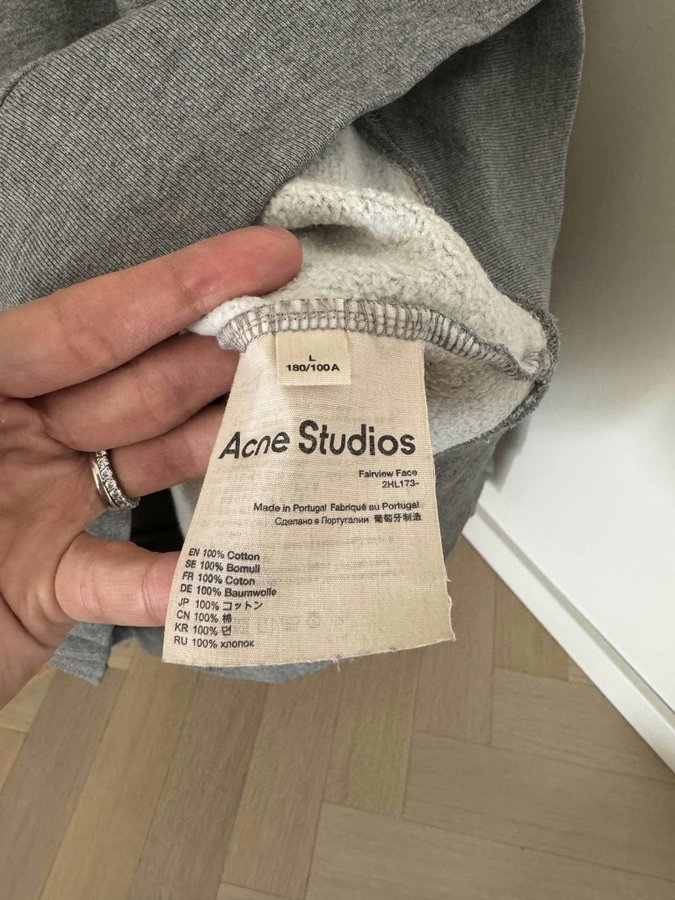 L
180/100A
Acne Studios
Fairview Face
2HL173-
Made in Portugal Fabriqué au Portugal
Сделано в Португалии 葡萄牙制造
EN 100% Cotton
SE 100% Bomull
FR 100% Coton
DE 100% Baumwolle
JP 100% コットン
CN 100% 棉
KR 100% 면
RU 100% хлопок